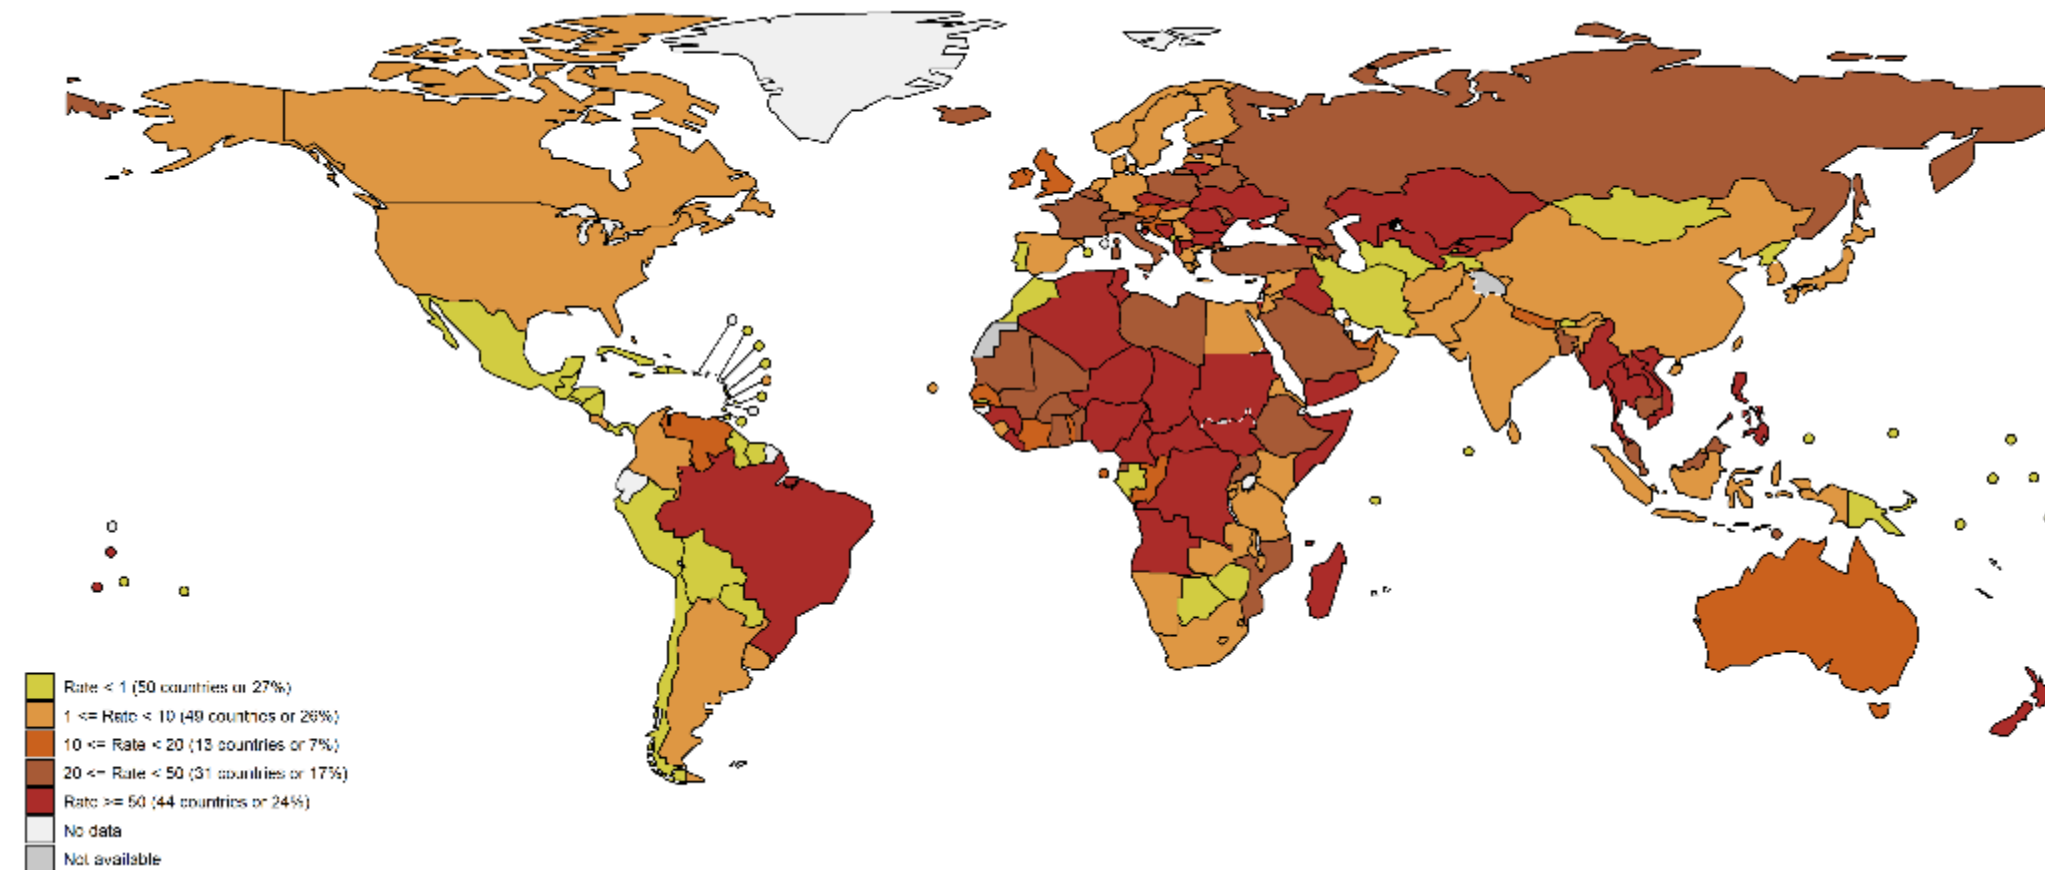 Rate < 1 (50 countries or 27%)
1 <= Rate < 10 (49 countries or 26%)
10 <= Rate < 20 (13 countries or 7%)
20 <= Rate < 50 (31 countries or 17%)
Rate >= 50 (44 countries or 24%)
No data
Not available